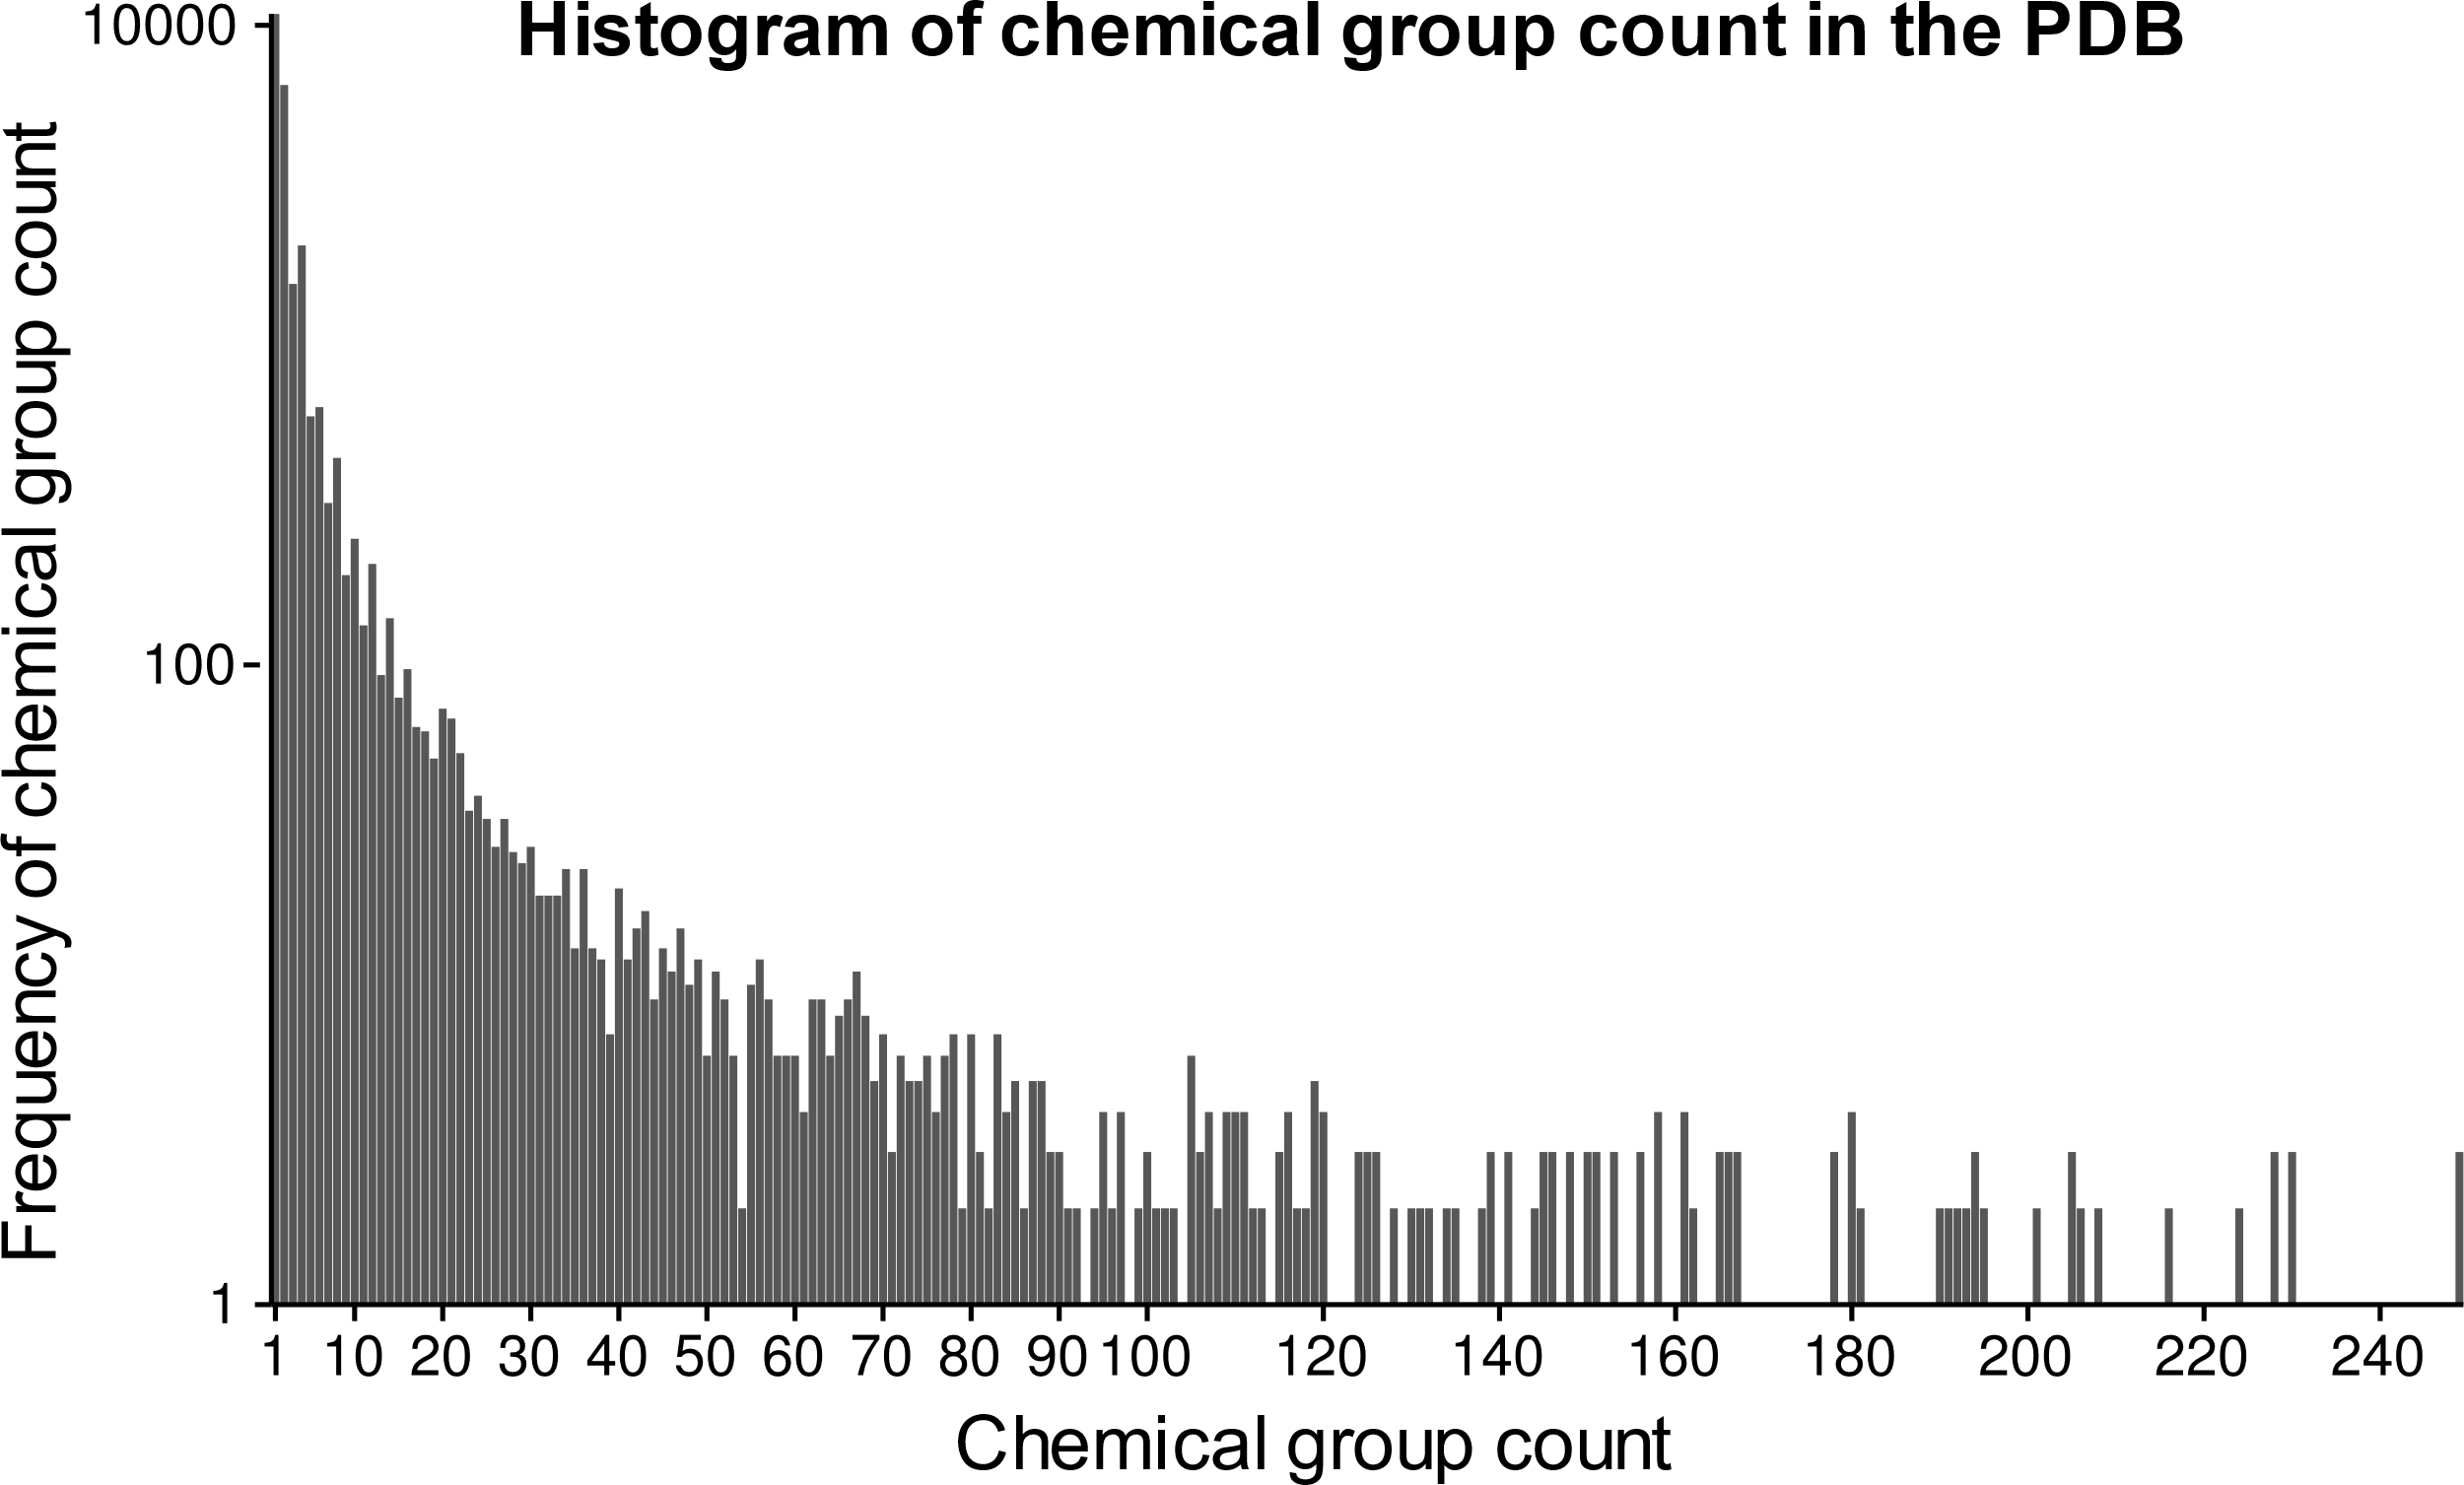 Histogram of chemical group count in the PDB
Frequency of chemical group count
10000
100
1
1 10 20 30 40 50 60 70 80 90 100 120 140 160 180 200 220 240
Chemical group count